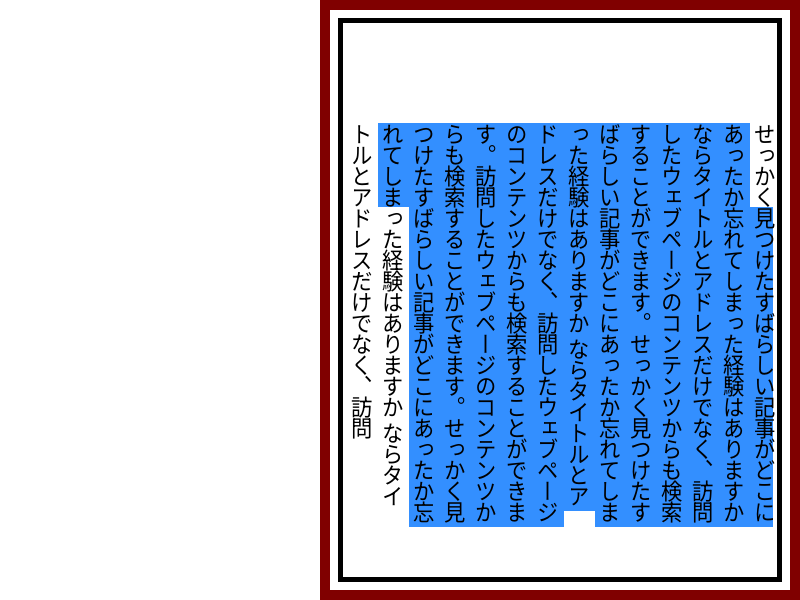 せっかく見つけたすばらしい記事がどこに
あったか忘れてしまった経験はありますか
ならタイトルとアドレスだけでなく、訪問
したウェブページのコンテンツからも検索
することができます。せっかく見つけたす
ばらしい記事がどこにあったか忘れてしま
った経験はありますか ならタイトルとア
ドレスだけでなく、訪問したウェブページ
のコンテンツからも検索することができま
す。訪問したウェブページのコンテンツか
らも検索することができます。せっかく見
つけたすばらしい記事がどこにあったか忘
れてしまった経験はありますか ならタイ
トルとアドレスだけでなく、訪問